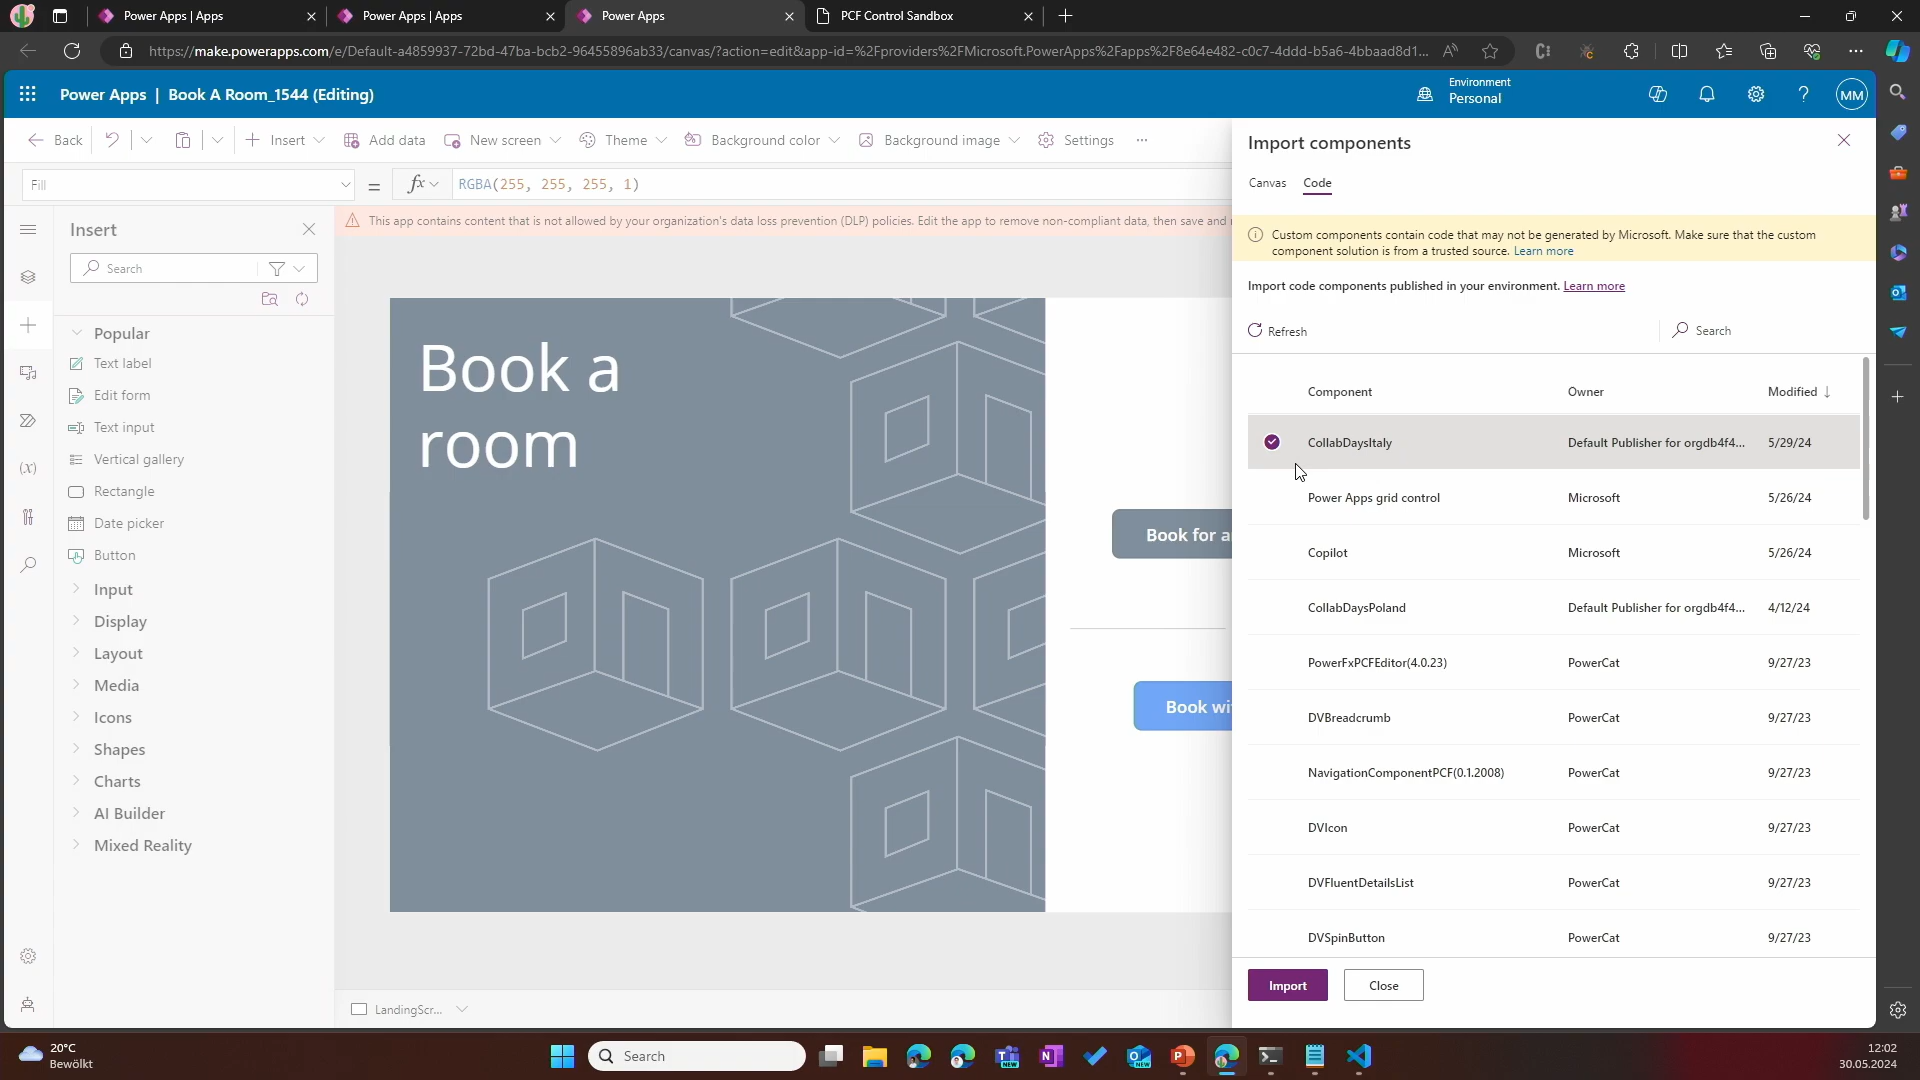 Power Apps | Apps
Power Apps | Apps
Power Apps
PCF Control Sandbox
https://make.powerapps.com/e/Default-a4859937-72bd-47ba-bcb2-96455896ab33/canvas/?action=edit&app-id=%2Fproviders%2FMicrosoft.PowerApps%2Fapps%2F8e64e482-c0c7-4ddd-b5a6-4bbaad8d1...
Power Apps | Book A Room_1544 (Editing)
Environment
Personal
MM
Back
Insert
Add data
New screen
Theme
Background color
Background image
Settings
Fill
=
fx
RGBA(255, 255, 255, 1)
This app contains content that is not allowed by your organization's data loss prevention (DLP) policies. Edit the app to remove non-compliant data, then save and
Insert
Search
Popular
Text label
Edit form
Text input
Vertical gallery
Rectangle
Date picker
Button
Input
Display
Layout
Media
Icons
Shapes
Charts
AI Builder
Mixed Reality
Book a
room
Book for a
Book wi
LandingScr...
Import components
Canvas
Code
Custom components contain code that may not be generated by Microsoft. Make sure that the custom
component solution is from a trusted source. Learn more
Import code components published in your environment. Learn more
Refresh
Search
Component Owner Modified ↓
CollabDaysItaly Default Publisher for orgdb4f4... 5/29/24
Power Apps grid control Microsoft 5/26/24
Copilot Microsoft 5/26/24
CollabDaysPoland Default Publisher for orgdb4f4... 4/12/24
PowerFxPCFEditor(4.0.23) PowerCat 9/27/23
DVBreadcrumb PowerCat 9/27/23
NavigationComponentPCF(0.1.2008) PowerCat 9/27/23
DVIcon PowerCat 9/27/23
DVFluentDetailsList PowerCat 9/27/23
DVSpinButton PowerCat 9/27/23
Import
Close
20°C
Bewölkt
Search
12:02
30.05.2024